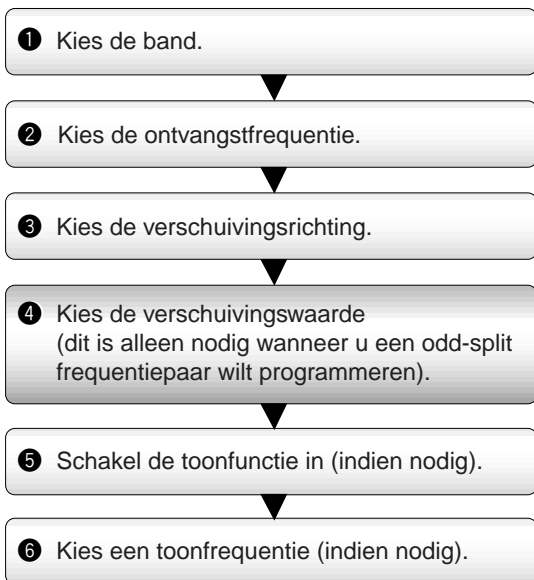 ❶ Kies de band.
❷ Kies de ontvangstfrequentie.
❸ Kies de verschuivingsrichting.
❹ Kies de verschuivingswaarde
(dit is alleen nodig wanneer u een odd-split
frequentiepaar wilt programmeren).
❺ Schakel de toonfunctie in (indien nodig).
❻ Kies een toonfrequentie (indien nodig).